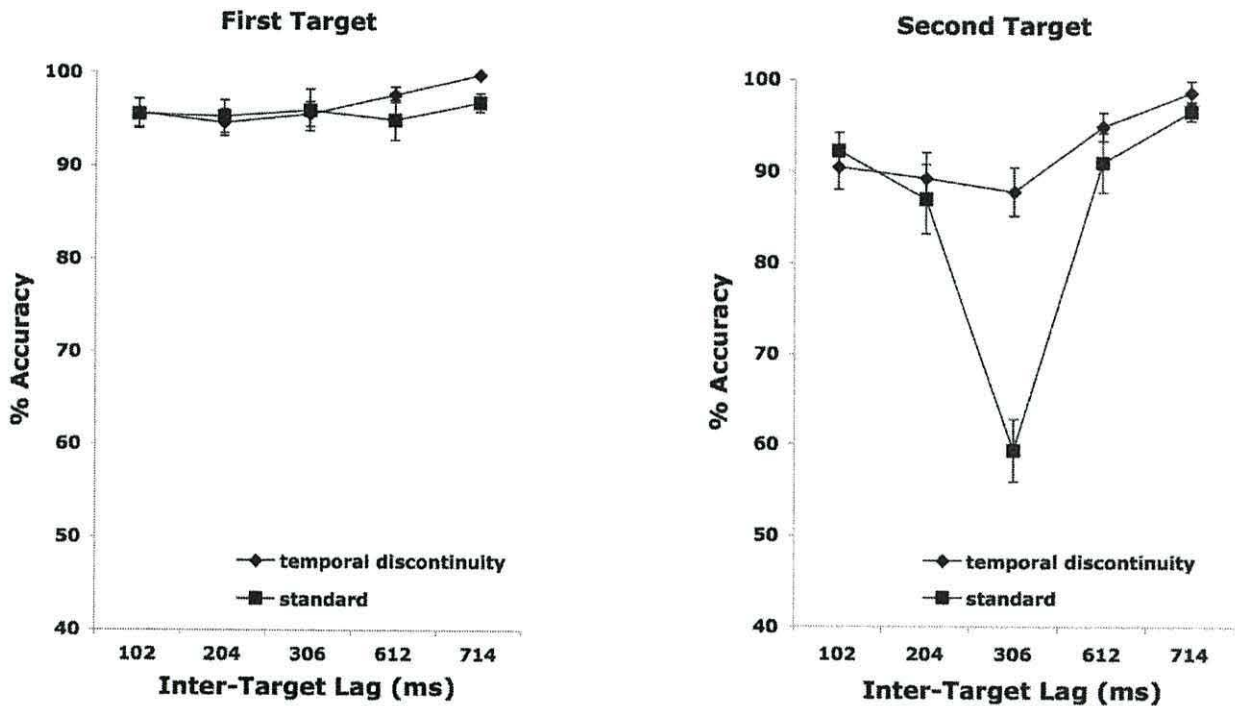 First Target
100
90
80
70
60
50
40
% Accuracy
temporal discontinuity
standard
102 204 306 612 714
Inter-Target Lag (ms)
Second Target
100
90
80
70
60
50
40
% Accuracy
temporal discontinuity
standard
102 204 306 612 714
Inter-Target Lag (ms)